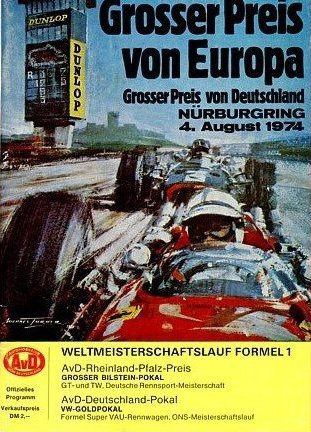 DUNLOP
DUNLOP
Grosser Preis
von Europa
Grosser Preis von Deutschland
NÜRBURGRING
4. August 1974
AvD
Offizielles
Programm
Verkaufspreis
DM 2,--
WELTMEISTERSCHAFTSLAUF FORMEL 1
AvD-Rheinland-Pfalz-Preis
GROSSER BILSTEIN-POKAL
GT- und TW, Deutsche Rennsport-Meisterschaft
AvD-Deutschland-Pokal
VW-GOLDPOKAL
Formel Super VAU-Rennwagen, ONS-Meisterschaftslauf